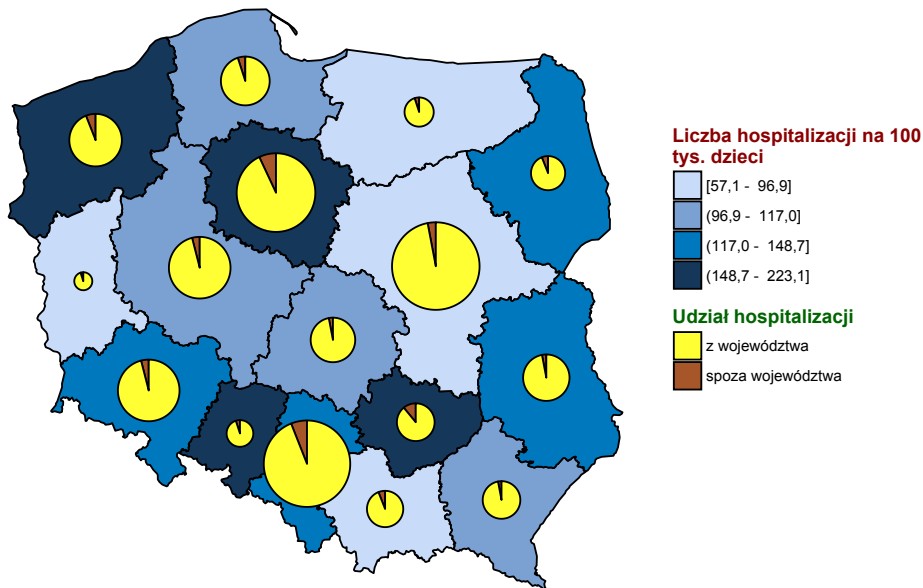 Liczba hospitalizacji na 100
tys. dzieci
[57,1 - 96,9]
(96,9 - 117,0]
(117,0 - 148,7]
(148,7 - 223,1]
Udział hospitalizacji
z województwa
spoza województwa